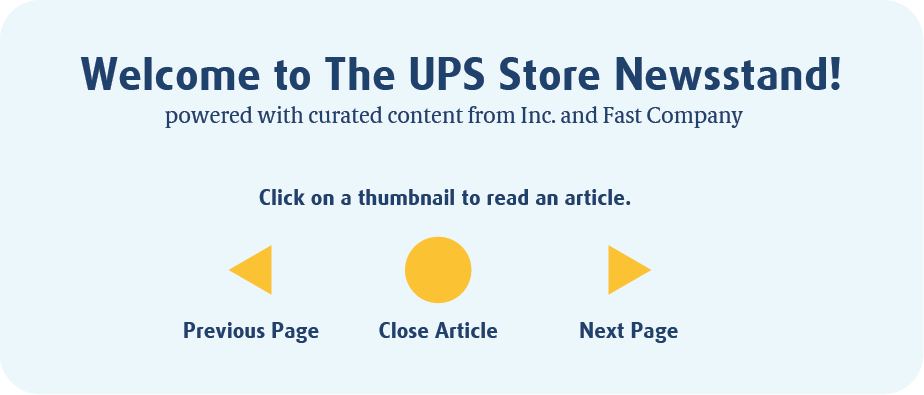 Welcome to The UPS Store Newsstand!
powered with curated content from Inc. and Fast Company
Click on a thumbnail to read an article.
Previous Page
Close Article
Next Page